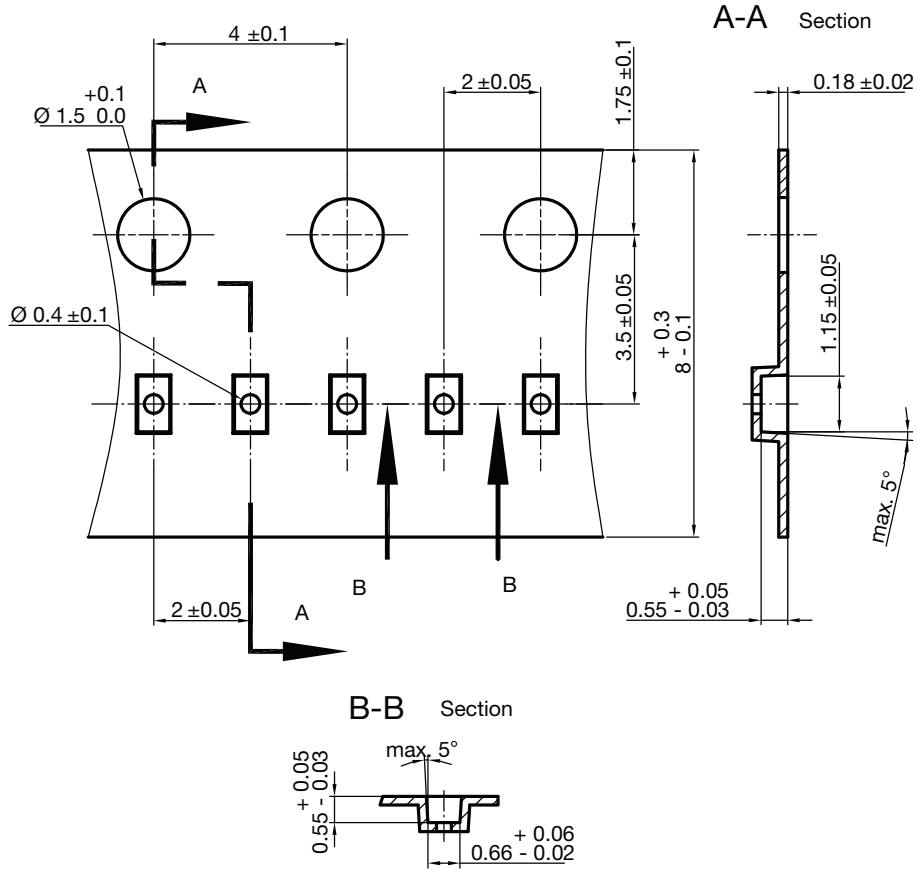 A-A Section
4 ±0.1
A
2 ±0.05
1.75 ±0.1
0.18 ±0.02
+0.1
Ø 1.5 0.0
Ø 0.4 ±0.1
3.5 ±0.05
+ 0.3
8 - 0.1
1.15 ±0.05
max. 5°
B
B
+ 0.05
0.55 - 0.03
2 ±0.05
A
B-B Section
max. 5°
+ 0.05
0.55 - 0.03
+ 0.06
0.66 - 0.02